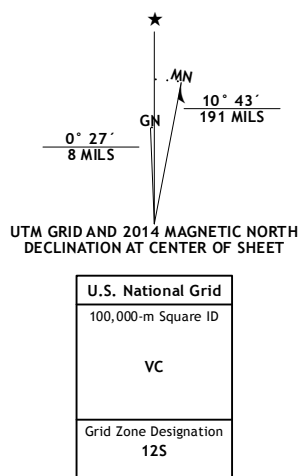 ★
MN
GN
10° 43´
191 MILS
0° 27´
8 MILS
UTM GRID AND 2014 MAGNETIC NORTH
DECLINATION AT CENTER OF SHEET
U.S. National Grid
100,000-m Square ID
VC
Grid Zone Designation
12S